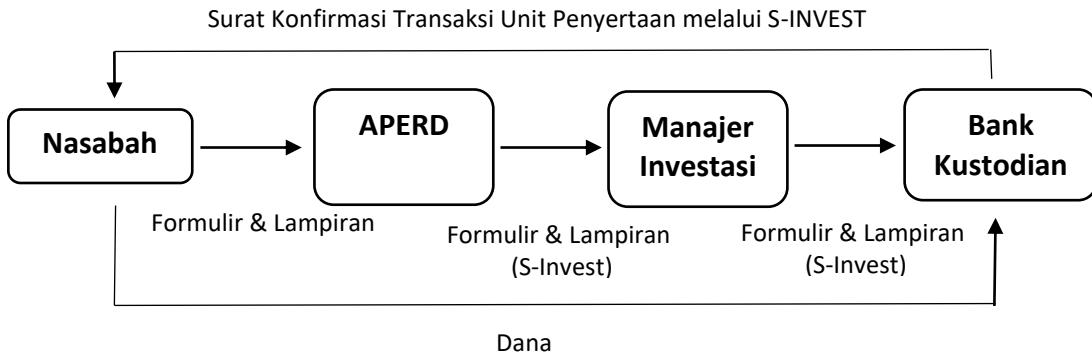 Surat Konfirmasi Transaksi Unit Penyertaan melalui S-INVEST
Nasabah
APERD
Manajer
Investasi
Bank
Kustodian
Formulir & Lampiran
Formulir & Lampiran
(S-Invest)
Formulir & Lampiran
(S-Invest)
Dana